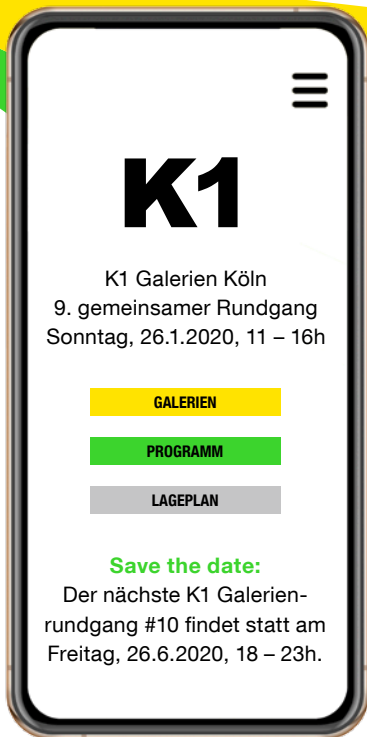 K1
K1 Galerien Köln
9. gemeinsamer Rundgang
Sonntag, 26.1.2020, 11 – 16h
GALERIEN
PROGRAMM
LAGEPLAN
Save the date:
Der nächste K1 Galerien-
rundgang #10 findet statt am
Freitag, 26.6.2020, 18 – 23h.